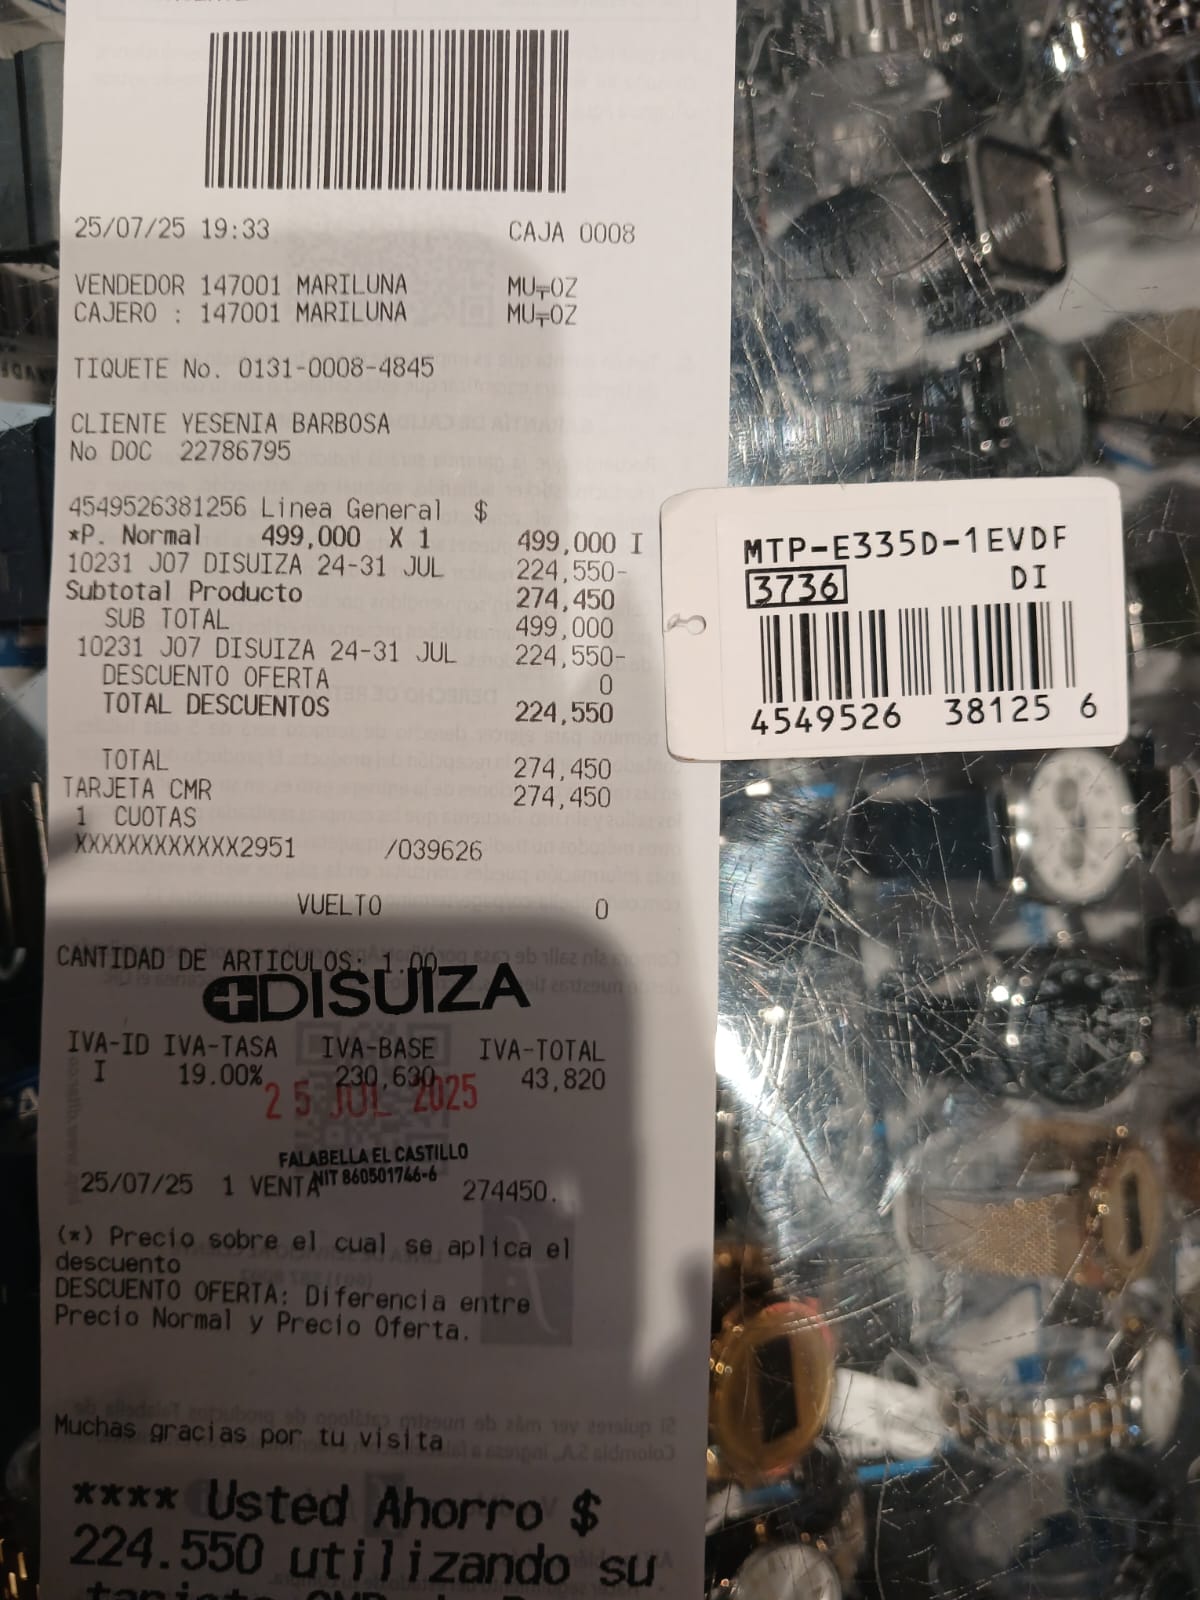 25/07/25 19:33 CAJA 0008
VENDEDOR 147001 MARILUNA MU╤OZ
CAJERO : 147001 MARILUNA MU╤OZ
TIQUETE No. 0131-0008-4845
CLIENTE YESENIA BARBOSA
No DOC 22786795
4549526381256 Linea General $
*P. Normal 499,000 X 1 499,000 I
10231 J07 DISUIZA 24-31 JUL 224,550-
Subtotal Producto 274,450
SUB TOTAL 499,000
10231 J07 DISUIZA 24-31 JUL 224,550-
DESCUENTO OFERTA 0
TOTAL DESCUENTOS 224,550
TOTAL 274,450
TARJETA CMR 274,450
1 CUOTAS
XXXXXXXXXXXX2951 /039626
VUELTO 0
CANTIDAD DE ARTICULOS: 1.00
DISUIZA
IVA-ID IVA-TASA IVA-BASE IVA-TOTAL
I 19.00% 230,630 43,820
25 JUL 2025
FALABELLA EL CASTILLO
NIT 860501746-6
25/07/25 1 VENTA 274450.
(*) Precio sobre el cual se aplica el
descuento
DESCUENTO OFERTA: Diferencia entre
Precio Normal y Precio Oferta.
Muchas gracias por tu visita
**** Usted Ahorro $
224.550 utilizando su
MTP-E335D-1EVDF
3736 DI
4549526 38125 6